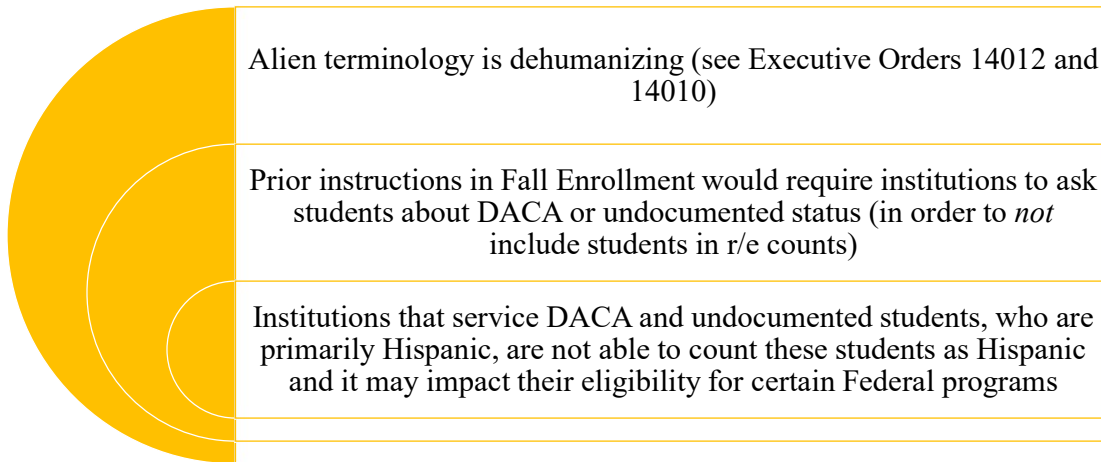 Alien terminology is dehumanizing (see Executive Orders 14012 and
14010)
Prior instructions in Fall Enrollment would require institutions to ask
students about DACA or undocumented status (in order to not
include students in r/e counts)
Institutions that service DACA and undocumented students, who are
primarily Hispanic, are not able to count these students as Hispanic
and it may impact their eligibility for certain Federal programs